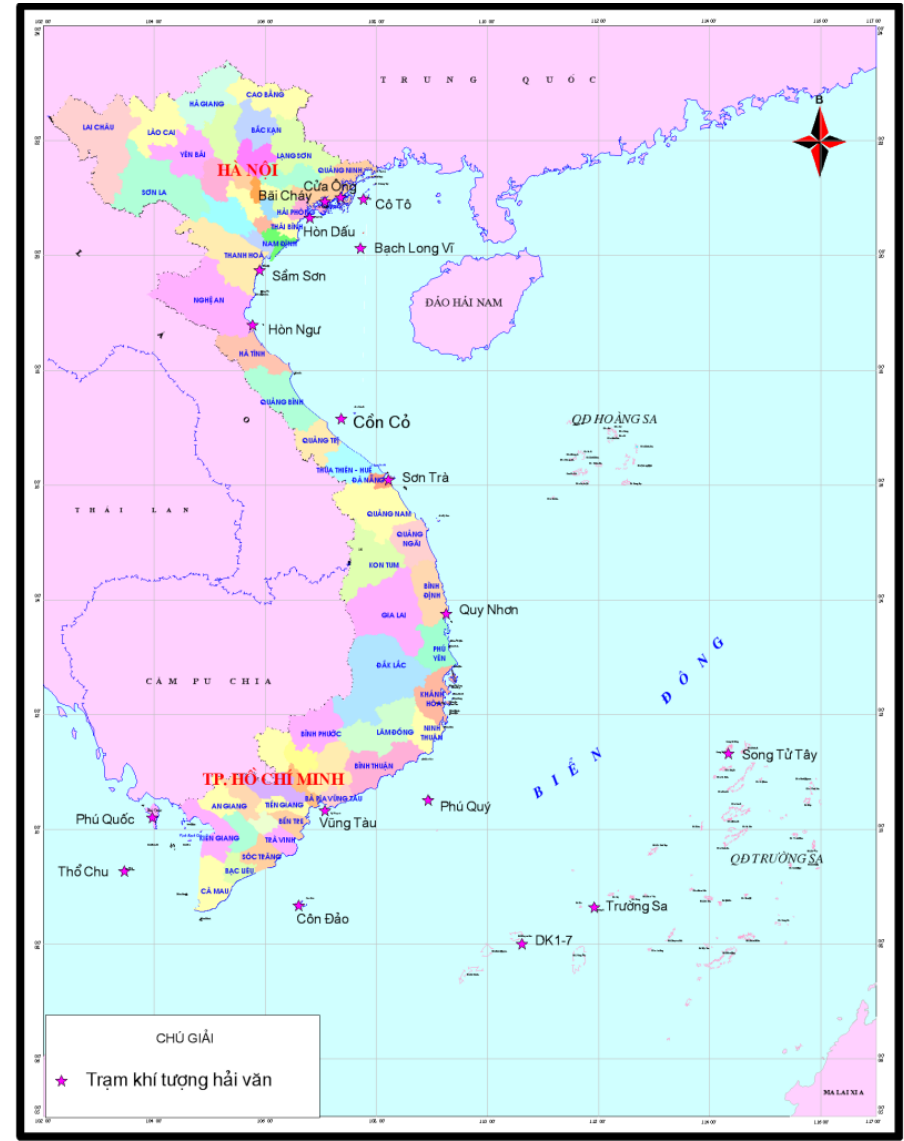 TRUNG QUỐC
B
HÀ GIANG
CAO BẰNG
LAI CHÂU
LÀO CAI
BẮC KẠN
YÊN BÁI
LẠNG SƠN
HÀ NỘI
QUẢNG NINH
SƠN LA
Cửa Ông
Bãi Cháy
Cô Tô
HẢI PHÒNG
Hòn Dấu
THÁI BÌNH
NAM ĐỊNH
Bạch Long Vĩ
THANH HOÁ
Sầm Sơn
NGHỆ AN
ĐẢO HẢI NAM
Hòn Ngư
HÀ TĨNH
QUẢNG BÌNH
Cồn Cỏ
QĐ HOÀNG SA
QUẢNG TRỊ
THỪA THIÊN - HUẾ
ĐÀ NẴNG
Sơn Trà
THÁI LAN
QUẢNG NAM
QUẢNG
NGÃI
KON TUM
BÌNH
ĐỊNH
GIA LAI
Quy Nhơn
PHÚ
YÊN
ĐẮK LẮC
BIỂN ĐÔNG
CĂM PU CHIA
KHÁNH
HÒA
LÂM ĐỒNG
NINH
THUẬN
BÌNH PHƯỚC
BÌNH THUẬN
Song Tử Tây
TP. HỒ CHÍ MINH
BÀ RỊA VŨNG TÀU
AN GIANG
TIỀN GIANG
Phú Quý
Phú Quốc
BẾN TRE
Vũng Tàu
KIÊN GIANG
TRÀ VINH
SÓC TRĂNG
QĐ TRƯỜNG SA
Thổ Chu
BẠC LIÊU
CÀ MAU
Côn Đảo
Trường Sa
DK1-7
CHÚ GIẢI
Trạm khí tượng hải văn
MALAIXIA